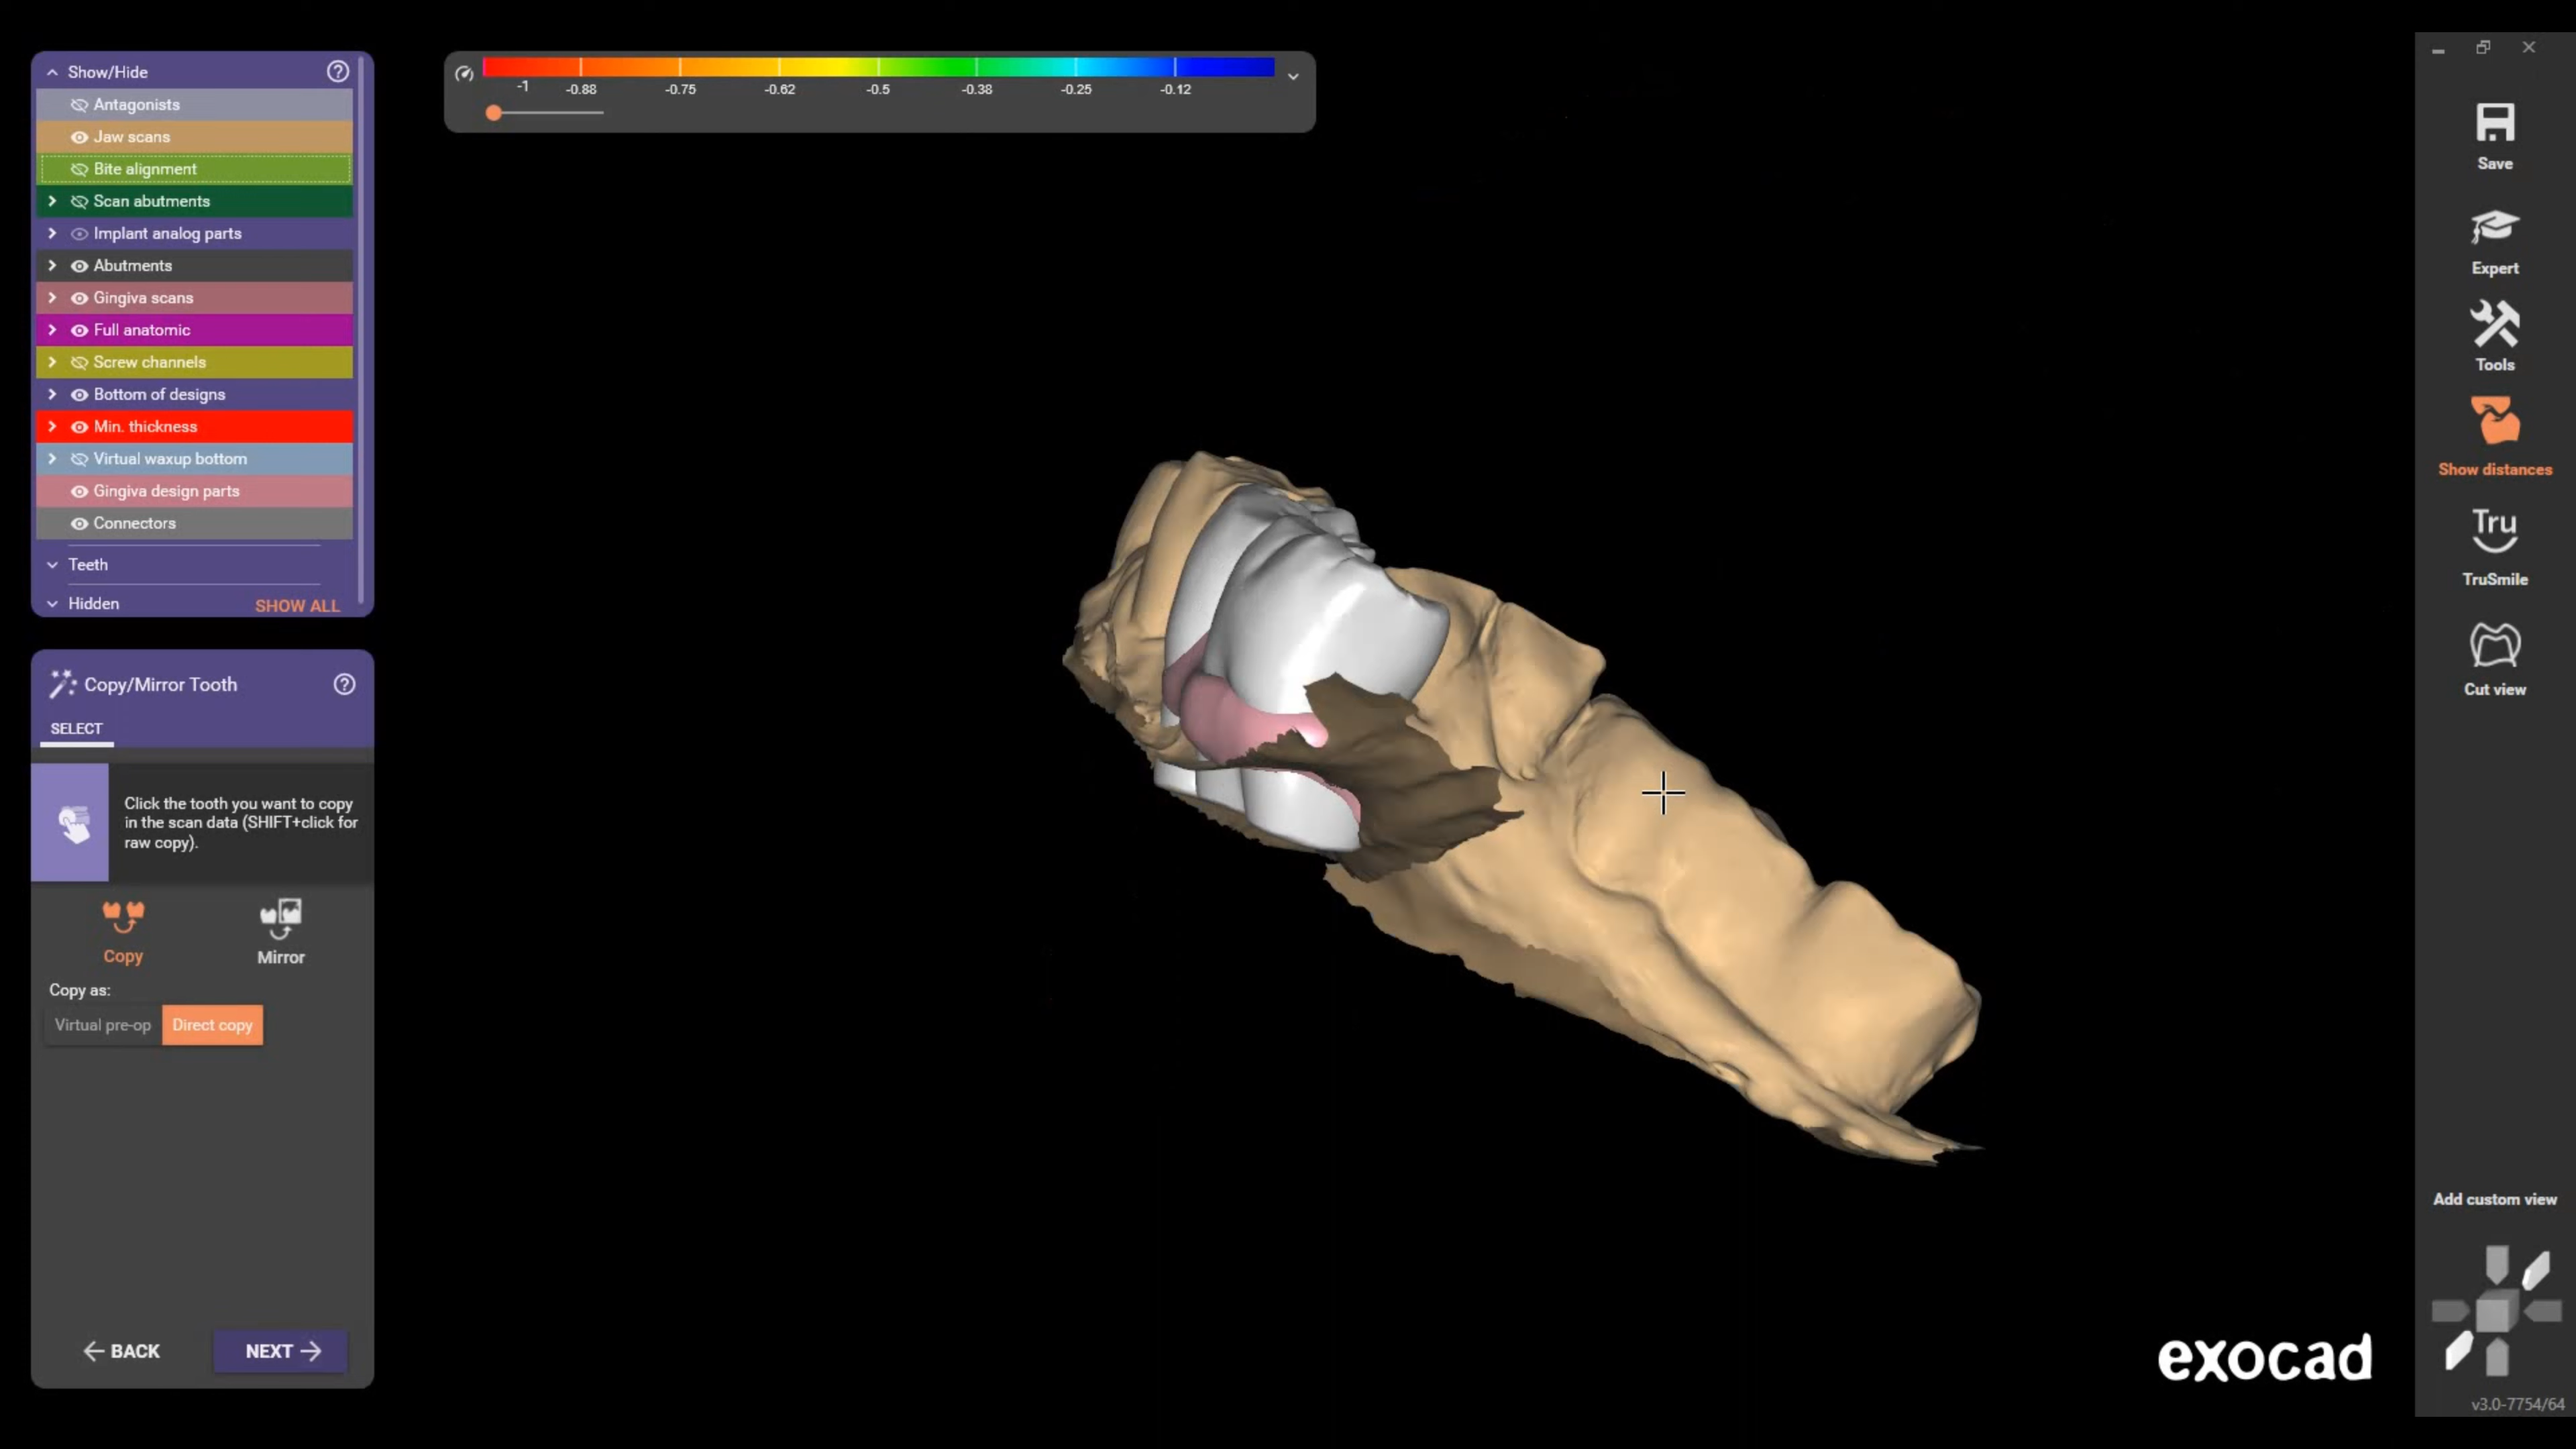 Show/Hide
Antagonists
Jaw scans
Bite alignment
Scan abutments
Implant analog parts
Abutments
Gingiva scans
Full anatomic
Screw channels
Bottom of designs
Min. thickness
Virtual waxup bottom
Gingiva design parts
Connectors
Teeth
Hidden SHOW ALL
Copy/Mirror Tooth
SELECT
Click the tooth you want to copy
in the scan data (SHIFT+click for
raw copy).
Copy Mirror
Copy as:
Virtual pre-op Direct copy
BACK NEXT
-1 -0.88 -0.75 -0.62 -0.5 -0.38 -0.25 -0.12
Save
Expert
Tools
Show distances
Tru
TruSmile
Cut view
Add custom view
exocad
v3.0-7754/64